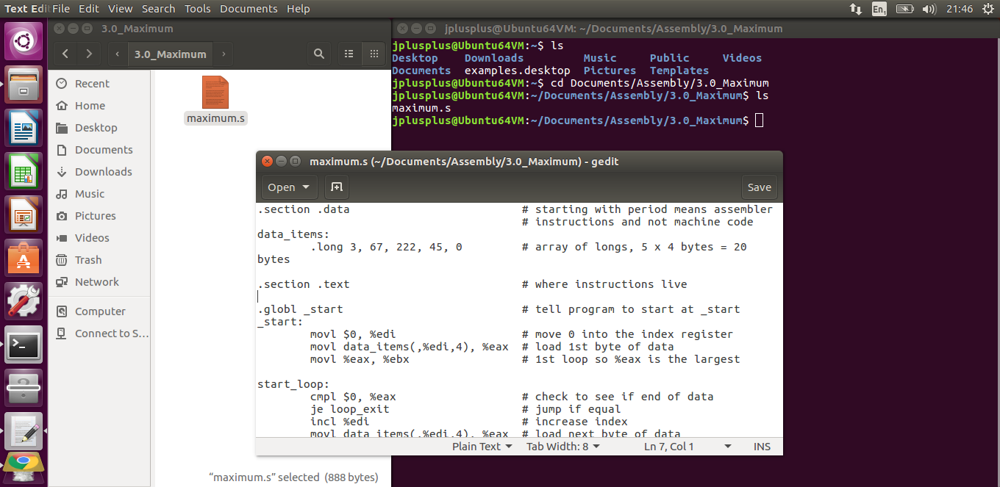 Text Edi File Edit View Search Tools Documents Help
En1 21:46
3.0_Maximum
3.0_Maximum
Recent
Home
Desktop
Documents
Downloads
Music
Pictures
Videos
Trash
Network
Computer
Connect to S...
maximum.s
"maximum.s" selected (888 bytes)
jplusplus@Ubuntu64VM: ~/Documents/Assembly/3.0_Maximum
jplusplus@Ubuntu64VM:~$ ls
Desktop Downloads Music Public Videos
Documents examples.desktop Pictures Templates
jplusplus@Ubuntu64VM:~$ cd Documents/Assembly/3.0_Maximum
jplusplus@Ubuntu64VM:~/Documents/Assembly/3.0_Maximum$ ls
maximum.s
jplusplus@Ubuntu64VM:~/Documents/Assembly/3.0_Maximum$
maximum.s (~/Documents/Assembly/3.0_Maximum) - gedit
Open Save
.section .data # starting with period means assembler
# instructions and not machine code
data_items:
.long 3, 67, 222, 45, 0 # array of longs, 5 x 4 bytes = 20
bytes
.section .text # where instructions live
.globl _start # tell program to start at _start
_start:
movl $0, %edi # move 0 into the index register
movl data_items(,%edi,4), %eax # load 1st byte of data
movl %eax, %ebx # 1st loop so %eax is the largest
start_loop:
cmpl $0, %eax # check to see if end of data
je loop_exit # jump if equal
incl %edi # increase index
movl data_items(,%edi,4), %eax # load next byte of data
Plain Text Tab Width: 8 Ln 7, Col 1 INS